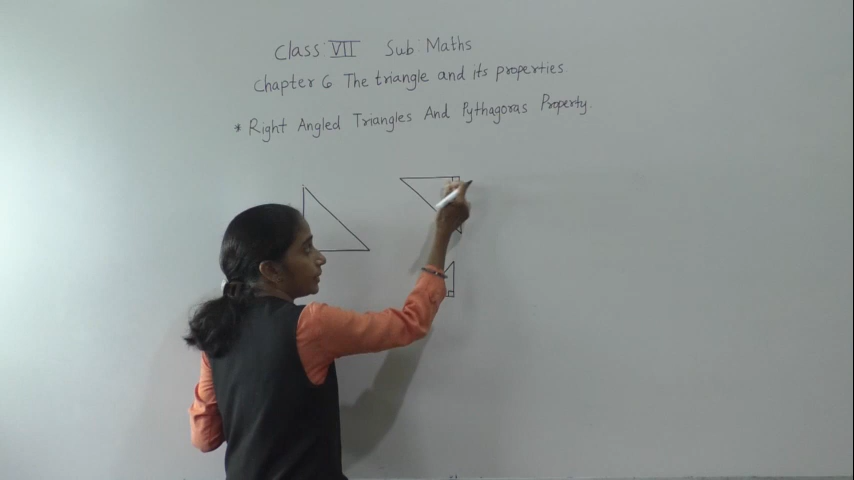 Class: VII Sub: Maths
Chapter 6 The triangle and its properties
* Right Angled Triangles And Pythagoras Property.